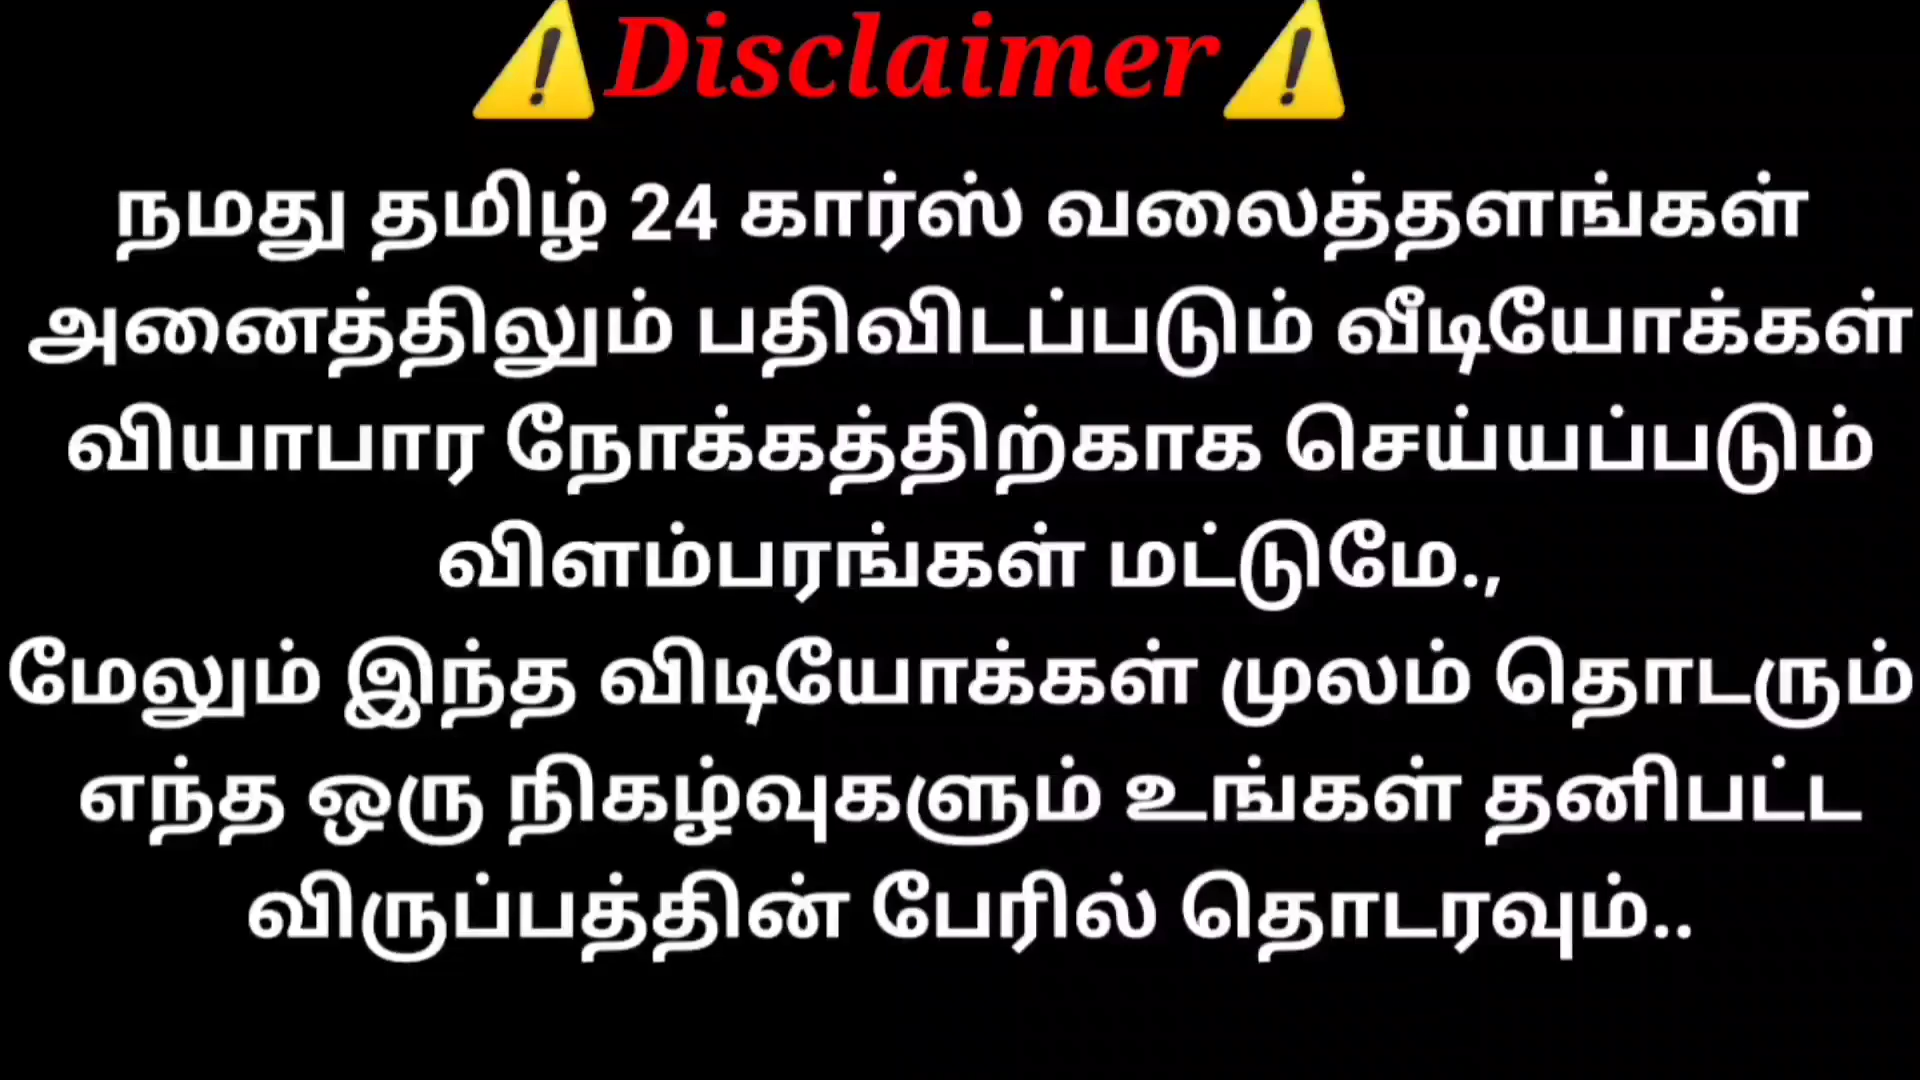 ⚠️Disclaimer⚠️
நமது தமிழ் 24 கார்ஸ் வலைத்தளங்கள்
அனைத்திலும் பதிவிடப்படும் வீடியோக்கள்
வியாபார நோக்கத்திற்காக செய்யப்படும்
விளம்பரங்கள் மட்டுமே.,
மேலும் இந்த விடியோக்கள் முலம் தொடரும்
எந்த ஒரு நிகழ்வுகளும் உங்கள் தனிபட்ட
விருப்பத்தின் பேரில் தொடரவும்..